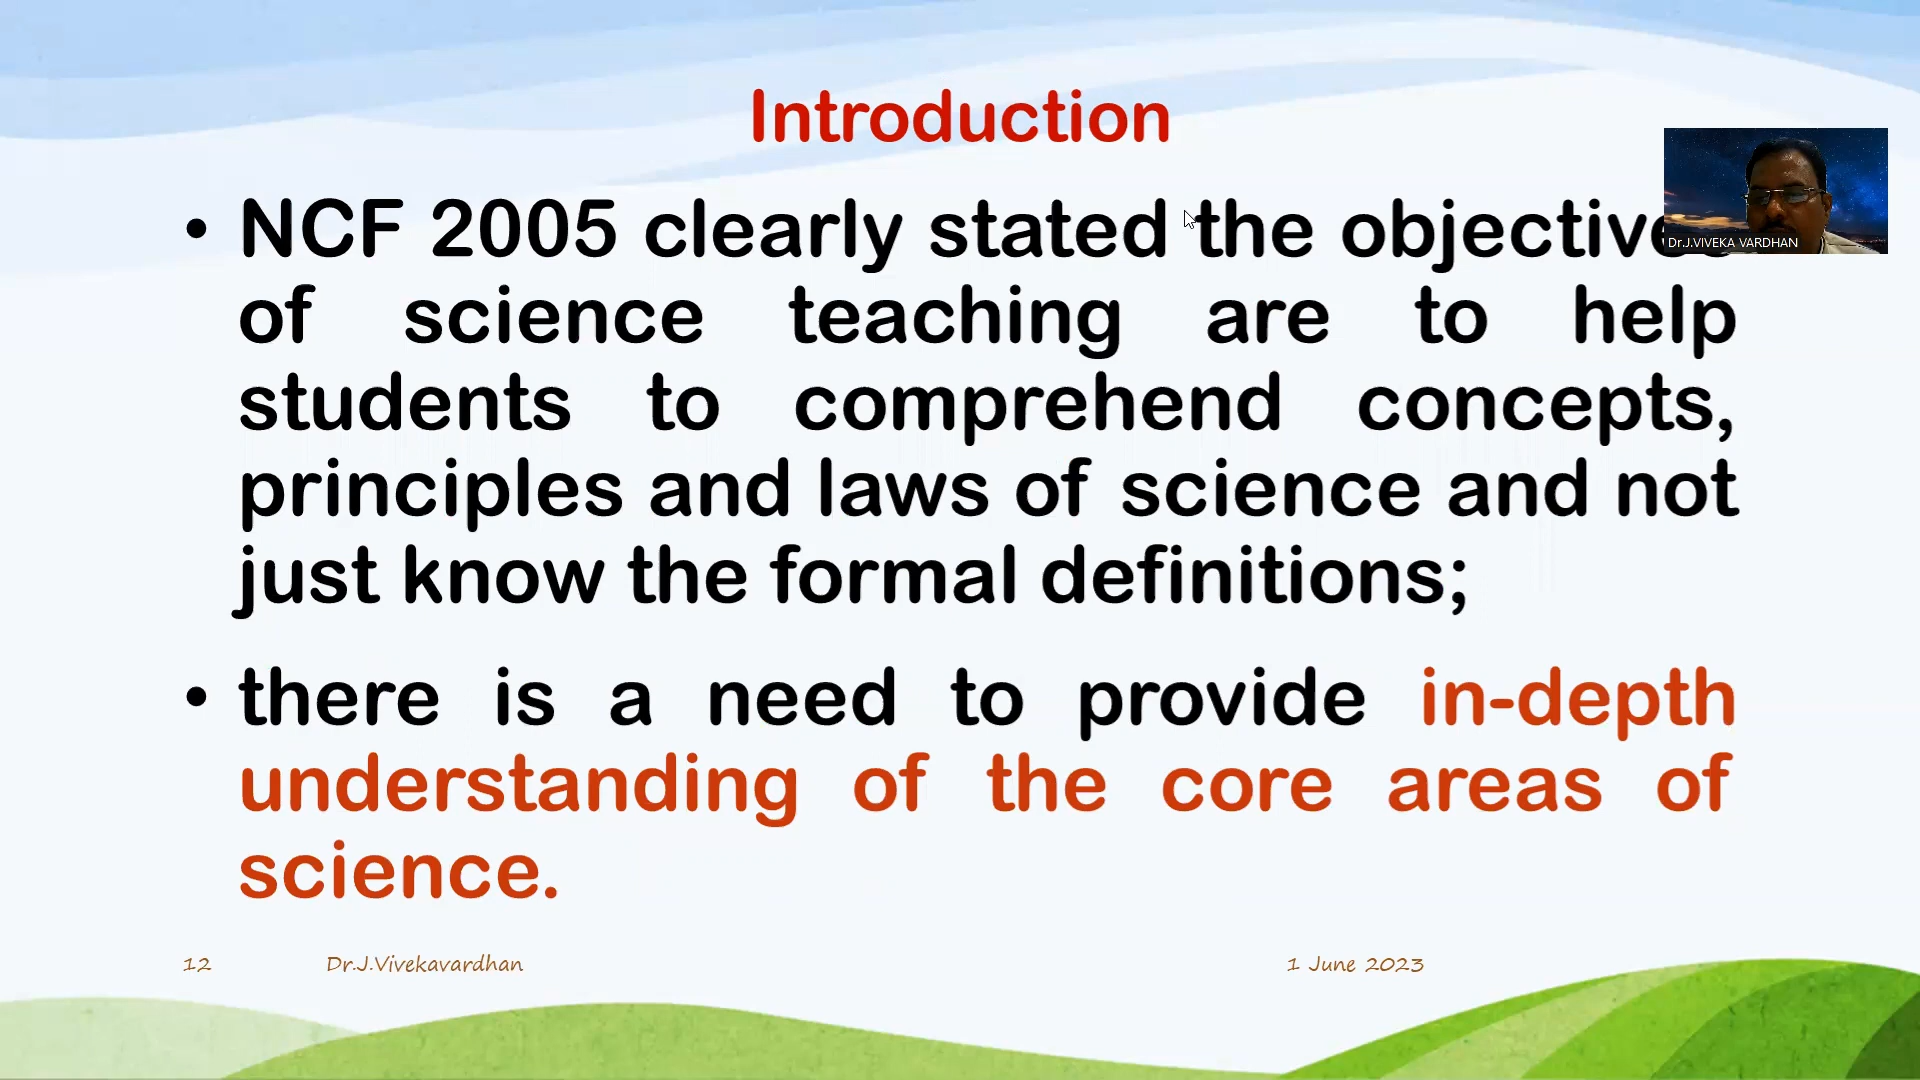 Introduction
• NCF 2005 clearly stated the
of science teaching are to help
students to comprehend concepts,
principles and laws of science and not
just know the formal definitions;
• there is a need to provide in-depth
understanding of the core areas of
science.
Dr.J.VIVEKA VARDHAN
12 Dr.J.Vivekavardhan 1 June 2023